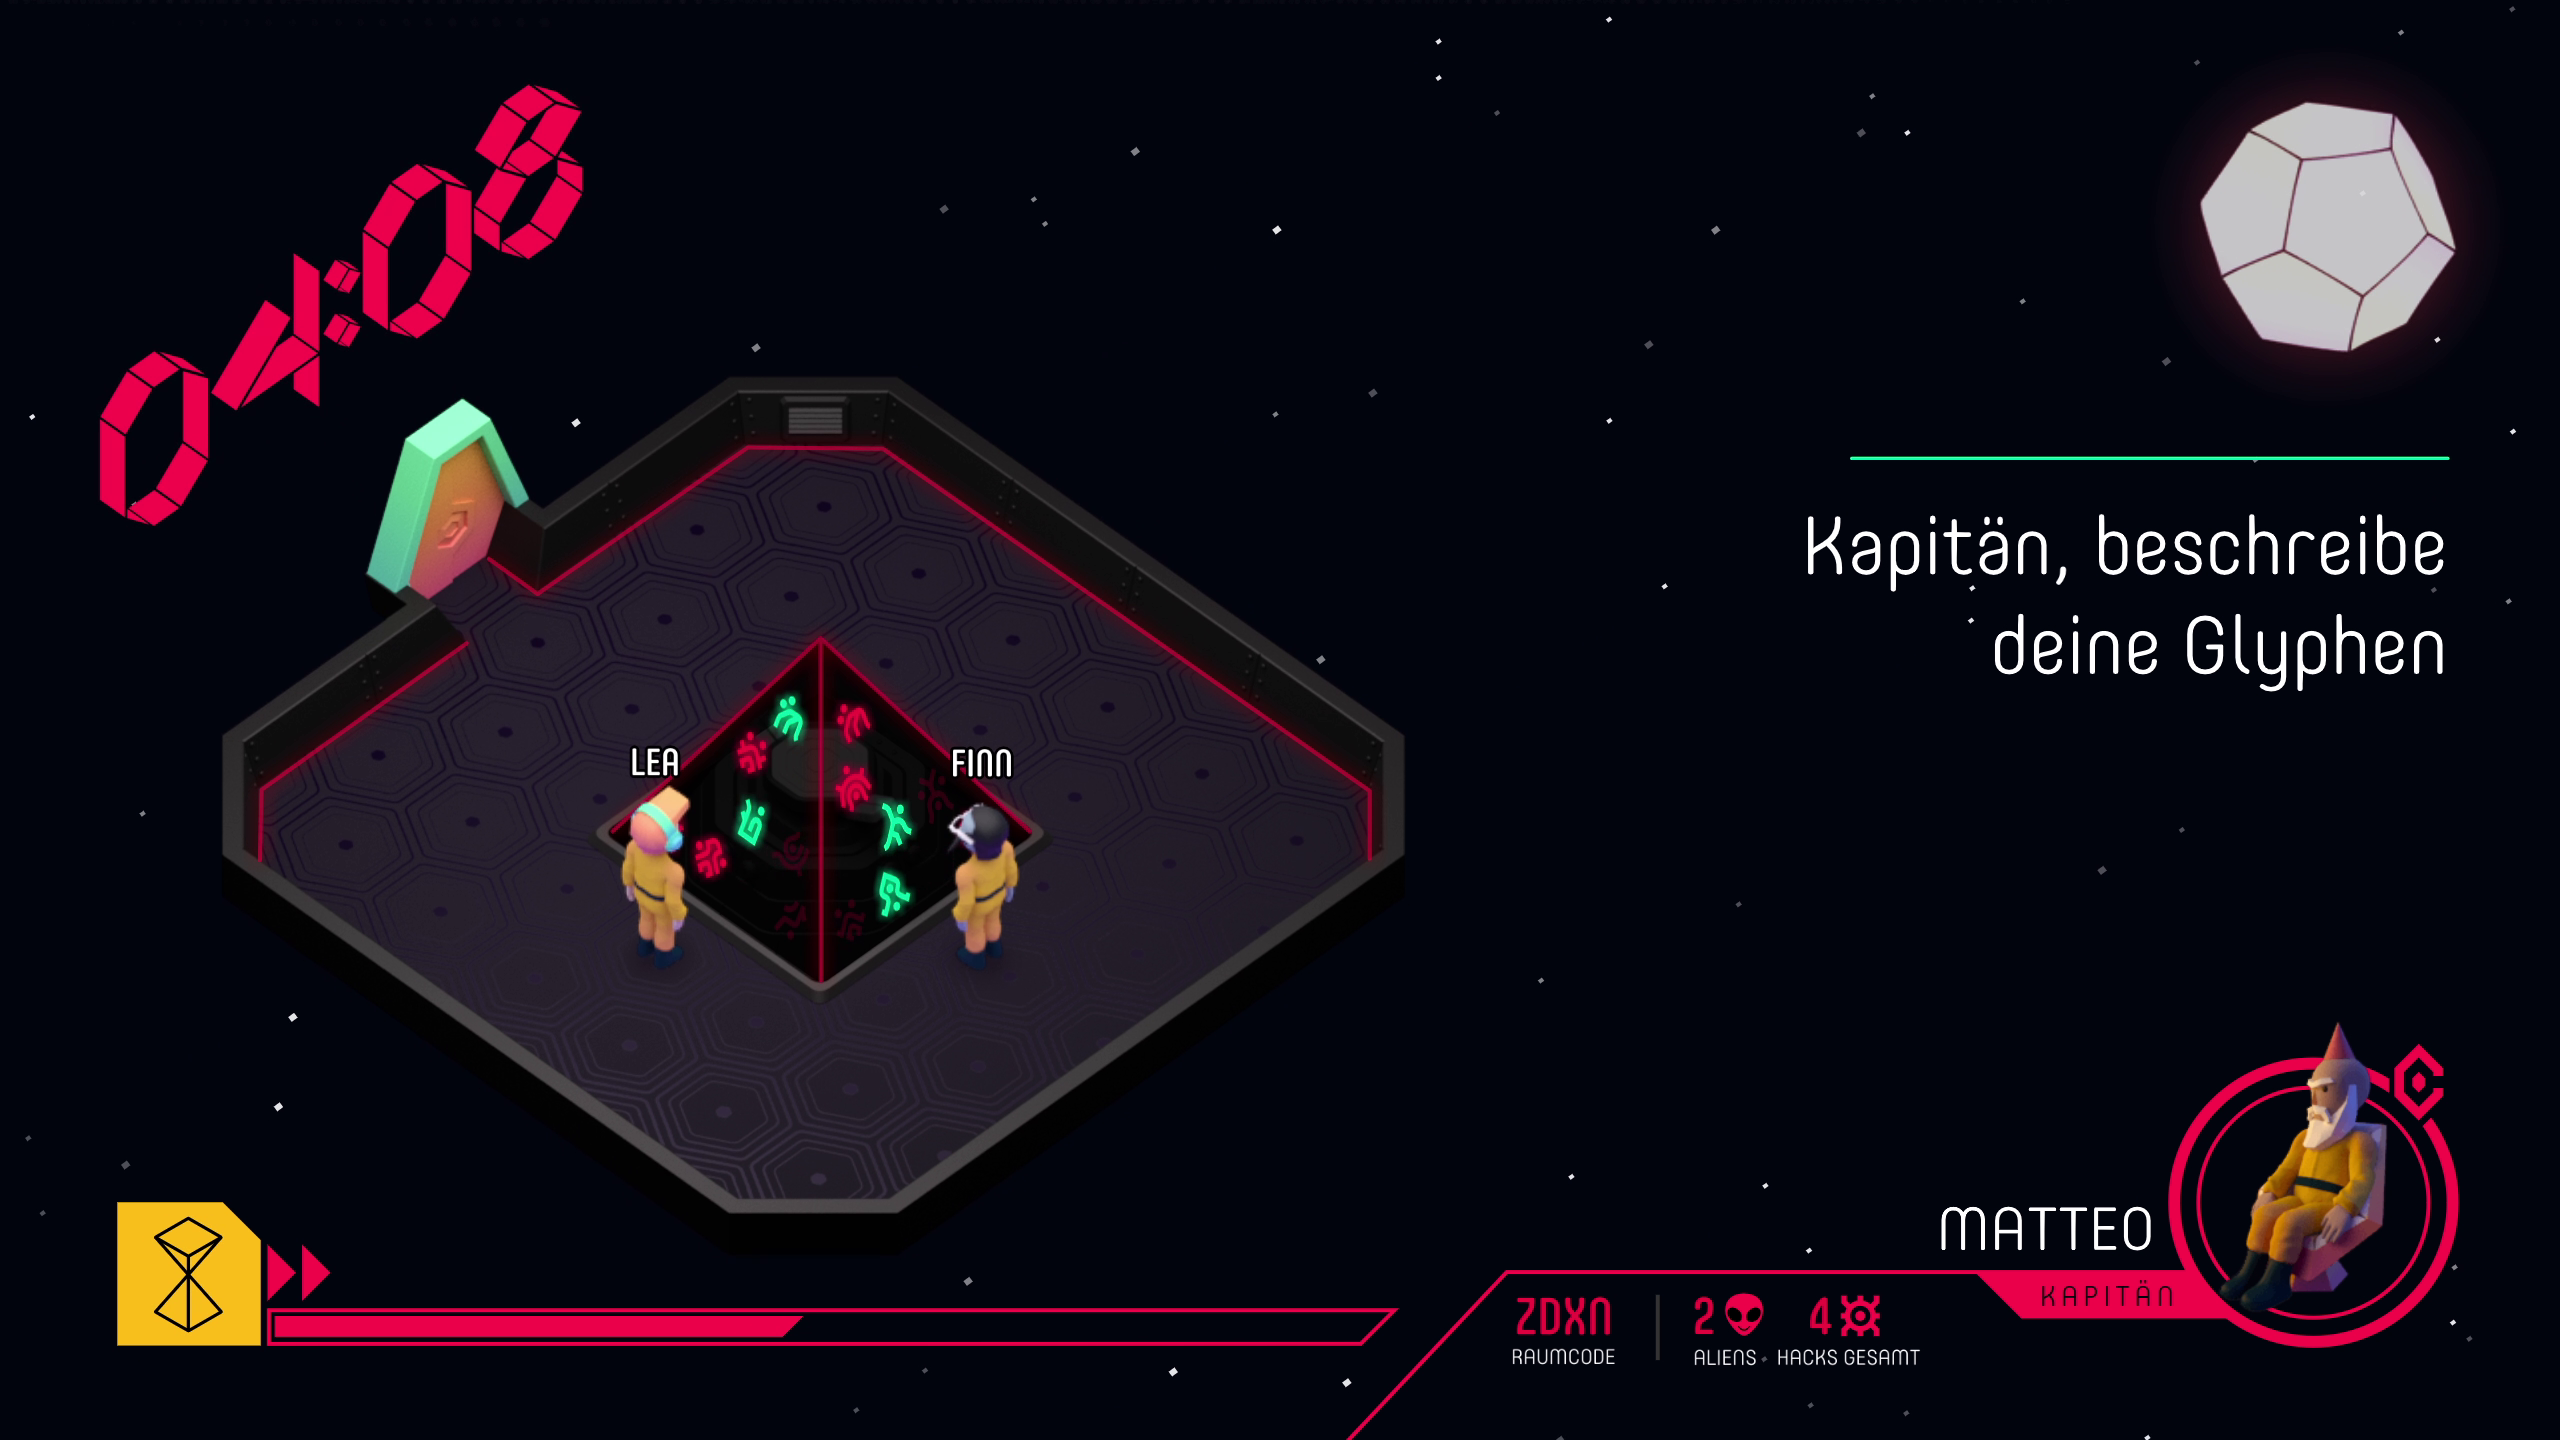 04:08
Kapitän, beschreibe
deine Glyphen
LEA
FINN
MATTEO
KAPITÄN
ZDXN
RAUMCODE
2
ALIENS
4
HACKS GESAMT